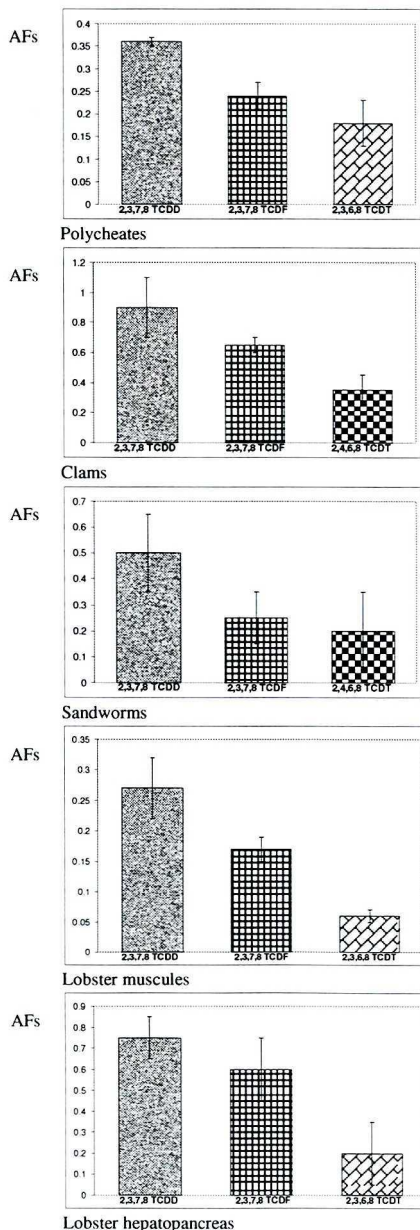 AFs
0.4
0.35
0.3
0.25
0.2
0.15
0.1
0.05
0
2,3,7,8 TCDD 2,3,7,8 TCDF 2,3,6,8 TCDT
Polycheates
AFs
1.2
1
0.8
0.6
0.4
0.2
0
2,3,7,8 TCDD 2,3,7,8 TCDF 2,4,6,8 TCDT
Clams
AFs
0.7
0.6
0.5
0.4
0.3
0.2
0.1
0
2,3,7,8 TCDD 2,3,7,8 TCDF 2,4,6,8 TCDT
Sandworms
AFs
0.35
0.3
0.25
0.2
0.15
0.1
0.05
0
2,3,7,8 TCDD 2,3,7,8 TCDF 2,3,6,8 TCDT
Lobster muscules
AFs
0.9
0.8
0.7
0.6
0.5
0.4
0.3
0.2
0.1
0
2,3,7,8 TCDD 2,3,7,8 TCDF 2,3,6,8 TCDT
Lobster hepatopancreas